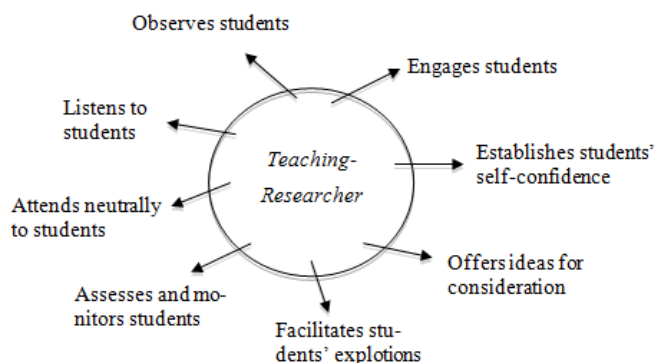 Observes students
Engages students
Listens to
students
Teaching-
Researcher
Establishes students’
self-confidence
Attends neutrally
to students
Offers ideas for
consideration
Assesses and mo-
nitors students
Facilitates stu-
dents’ explotions